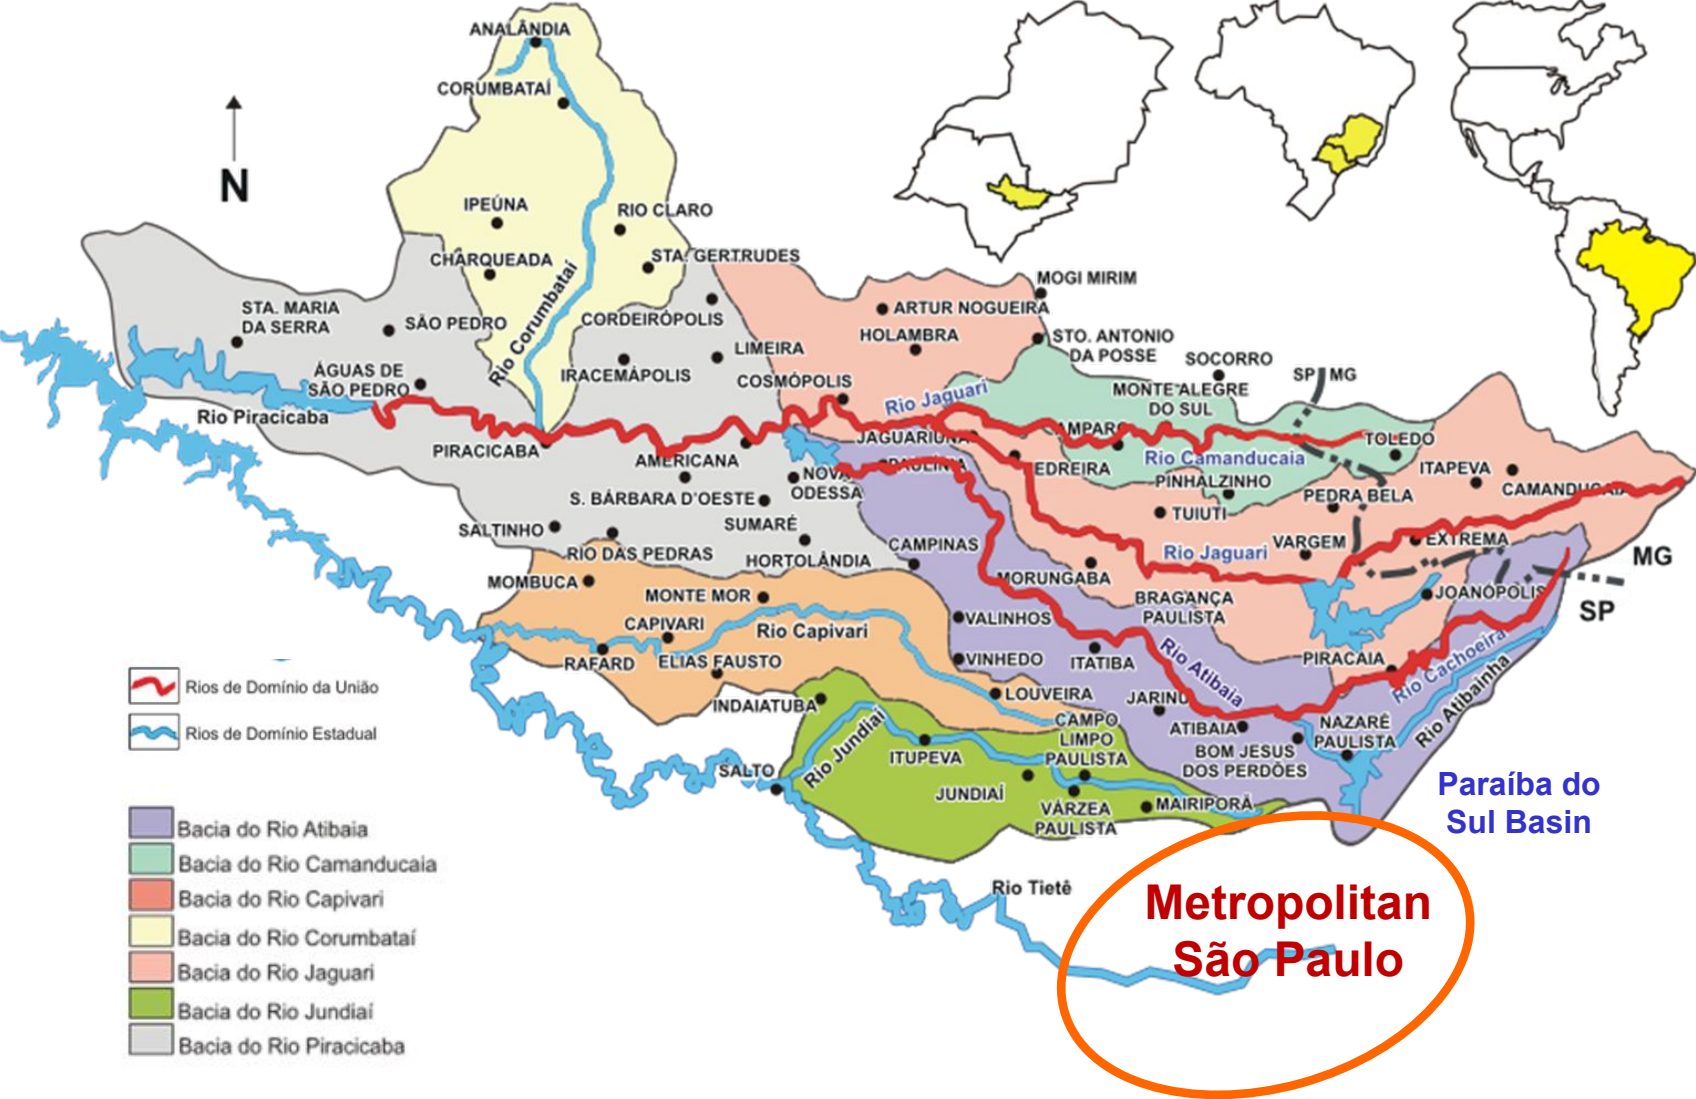 ANALÂNDIA
CORUMBATAÍ
N
IPEÚNA
RIO CLARO
CHARQUEADA
STA. GERTRUDES
Rio Corumbataí
STA. MARIA
DA SERRA
SÃO PEDRO
CORDEIRÓPOLIS
LIMEIRA
IRACEMÁPOLIS
ÁGUAS DE
SÃO PEDRO
Rio Piracicaba
PIRACICABA
AMERICANA
NOVA
ODESSA
S. BÁRBARA D'OESTE
SUMARÉ
SALTINHO
RIO DAS PEDRAS
HORTOLÂNDIA
MOGI MIRIM
ARTUR NOGUEIRA
HOLAMBRA
STO. ANTONIO
DA POSSE
COSMÓPOLIS
Rio Jaguari
SOCORRO
SP MG
MONTE ALEGRE
DO SUL
JAGUARIUNA
AMPARO
TOLEDO
Rio Camanducaia
PAULÍNIA
EDREIRA
ITAPEVA
PINHALZINHO
PEDRA BELA
CAMANDUCAIA
TUIUTI
CAMPINAS
Rio Jaguari
VARGEM
EXTREMA
MG
SP
MORUNGABA
BRAGANÇA
PAULISTA
JOANÓPOLIS
MOMBUCA
MONTE MOR
CAPIVARI
Rio Capivari
VALINHOS
RAFARD
ELIAS FAUSTO
VINHEDO
ITATIBA
Rio Atibaia
PIRACAIA
Rio Cachoeira
Rio Atibainha
LOUVEIRA
JARINU
INDAIATUBA
CAMPO
LIMPO
PAULISTA
ATIBAIA
NAZARÉ
PAULISTA
BOM JESUS
DOS PERDÕES
Rio Jundiaí
ITUPEVA
SALTO
JUNDIAÍ
VÁRZEA
PAULISTA
MAIRIPORÃ
Paraíba do
Sul Basin
Rio Tietê
Metropolitan
São Paulo
Rios de Domínio da União
Rios de Domínio Estadual
Bacia do Rio Atibaia
Bacia do Rio Camanducaia
Bacia do Rio Capivari
Bacia do Rio Corumbataí
Bacia do Rio Jaguari
Bacia do Rio Jundiaí
Bacia do Rio Piracicaba